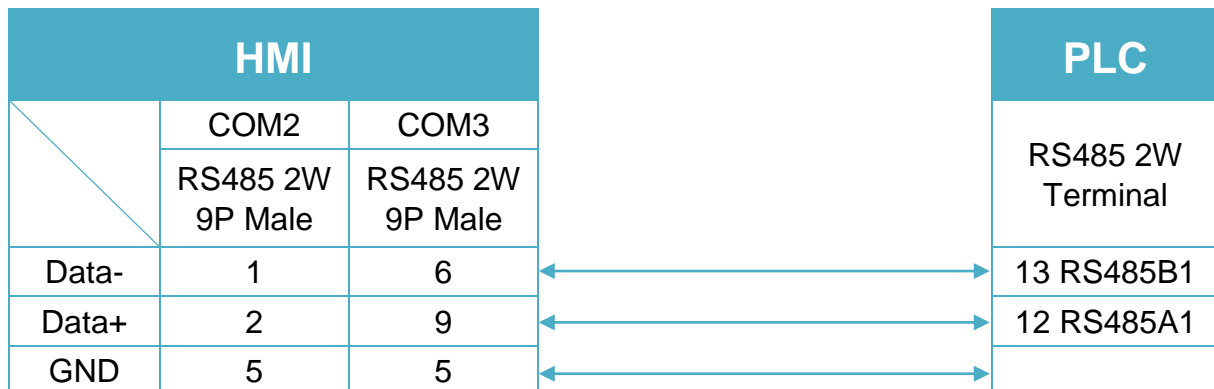 HMI PLC
COM2 COM3
RS485 2W
Terminal
RS485 2W RS485 2W
9P Male 9P Male
Data- 1 6 13 RS485B1
Data+ 2 9 12 RS485A1
GND 5 5